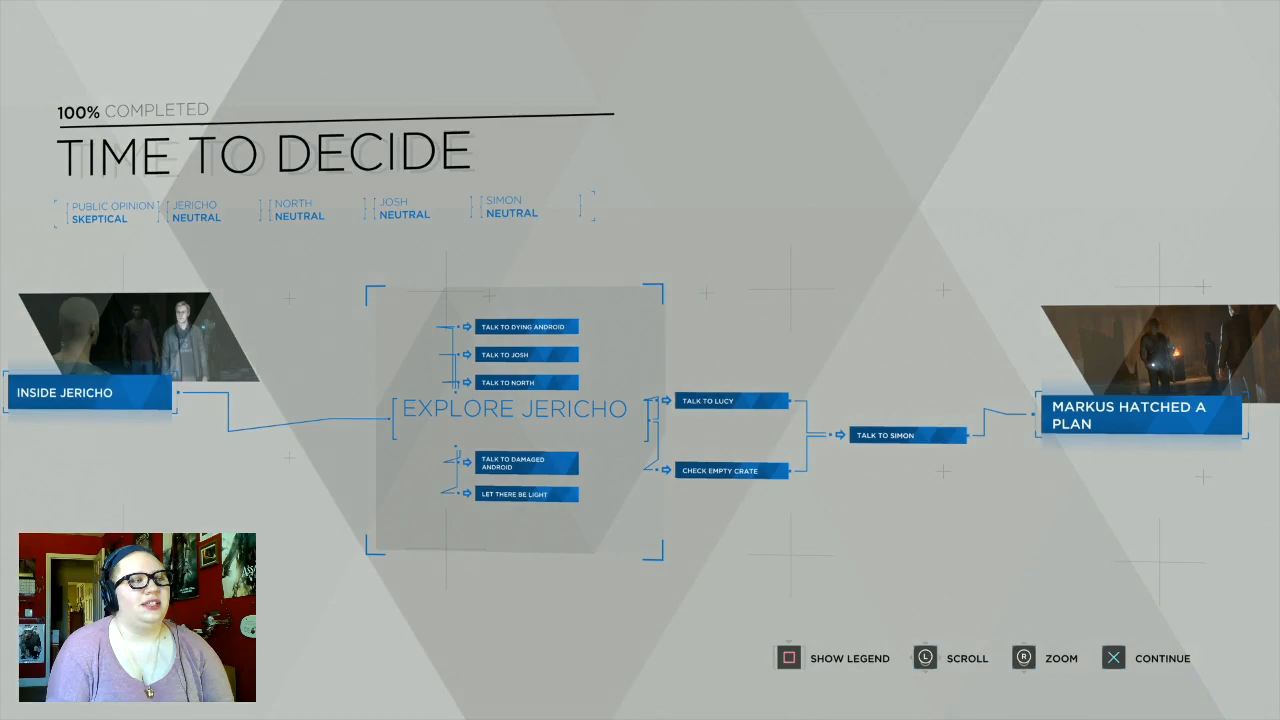 100% COMPLETED
TIME TO DECIDE
PUBLIC OPINION
SKEPTICAL
JERICHO
NEUTRAL
NORTH
NEUTRAL
JOSH
NEUTRAL
SIMON
NEUTRAL
INSIDE JERICHO
TALK TO DYING ANDROID
TALK TO JOSH
TALK TO NORTH
EXPLORE JERICHO
TALK TO DAMAGED
ANDROID
LET THERE BE LIGHT
TALK TO LUCY
CHECK EMPTY CRATE
TALK TO SIMON
MARKUS HATCHED A
PLAN
SHOW LEGEND
L
SCROLL
R
ZOOM
CONTINUE